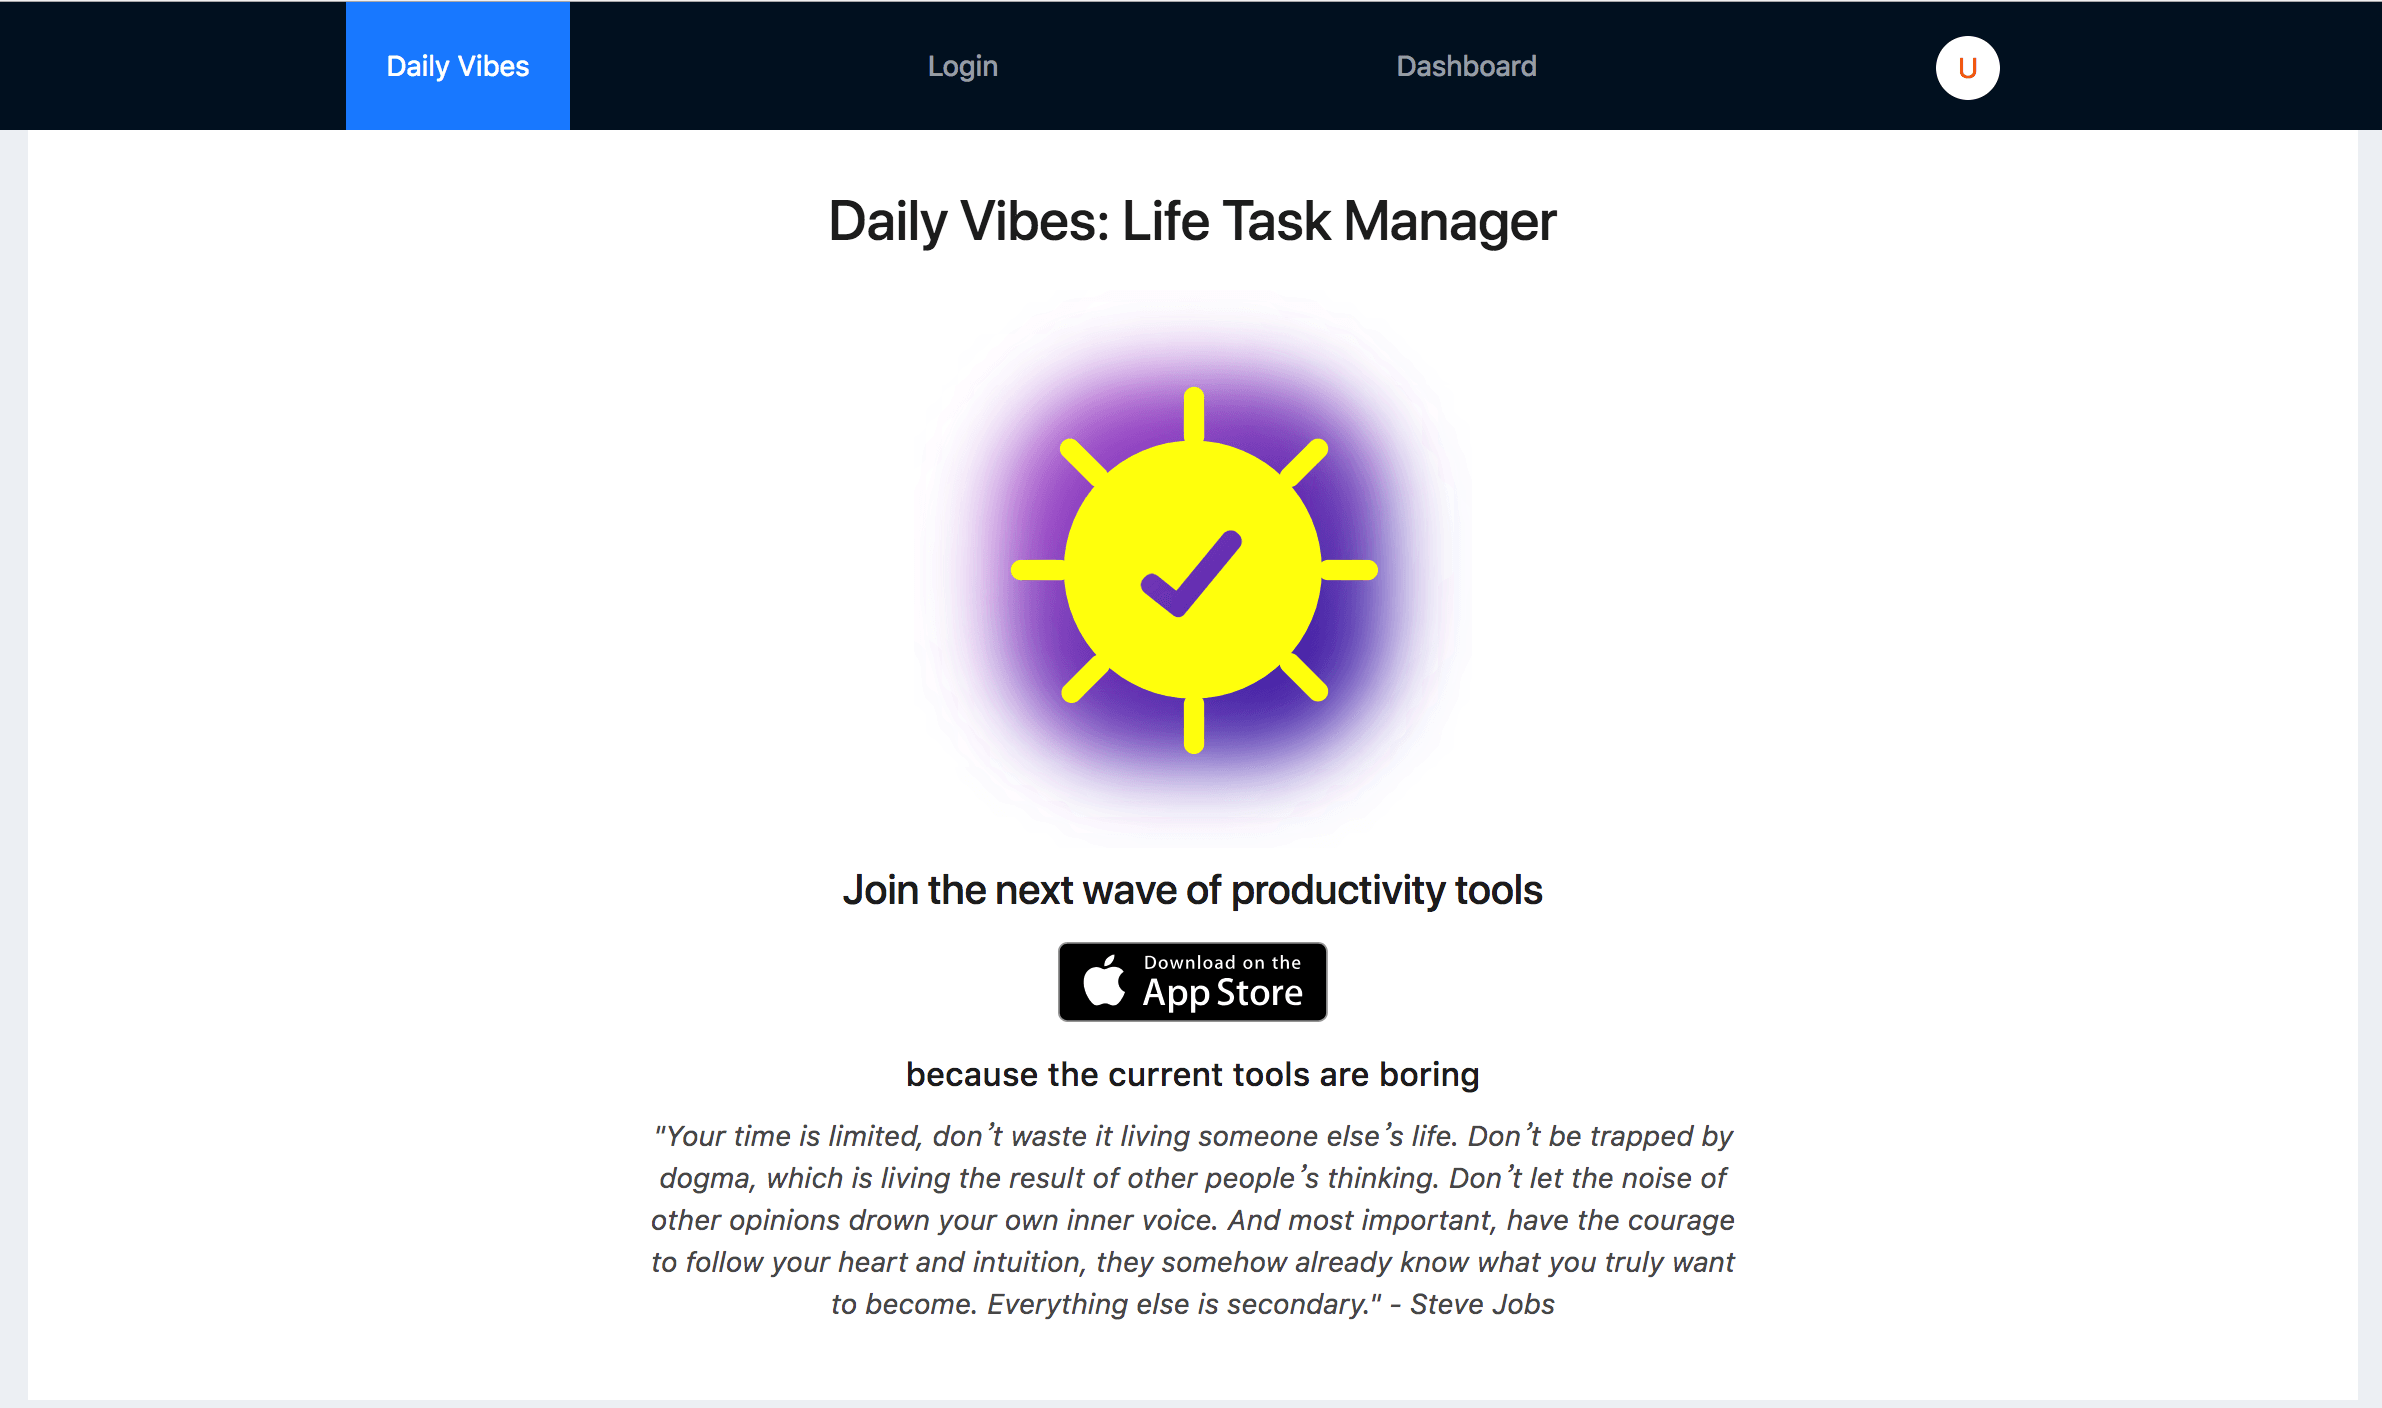 Daily Vibes
Login
Dashboard
U
Daily Vibes: Life Task Manager
Join the next wave of productivity tools
Download on the
App Store
because the current tools are boring
"Your time is limited, don’t waste it living someone else’s life. Don’t be trapped by
dogma, which is living the result of other people’s thinking. Don’t let the noise of
other opinions drown your own inner voice. And most important, have the courage
to follow your heart and intuition, they somehow already know what you truly want
to become. Everything else is secondary." - Steve Jobs